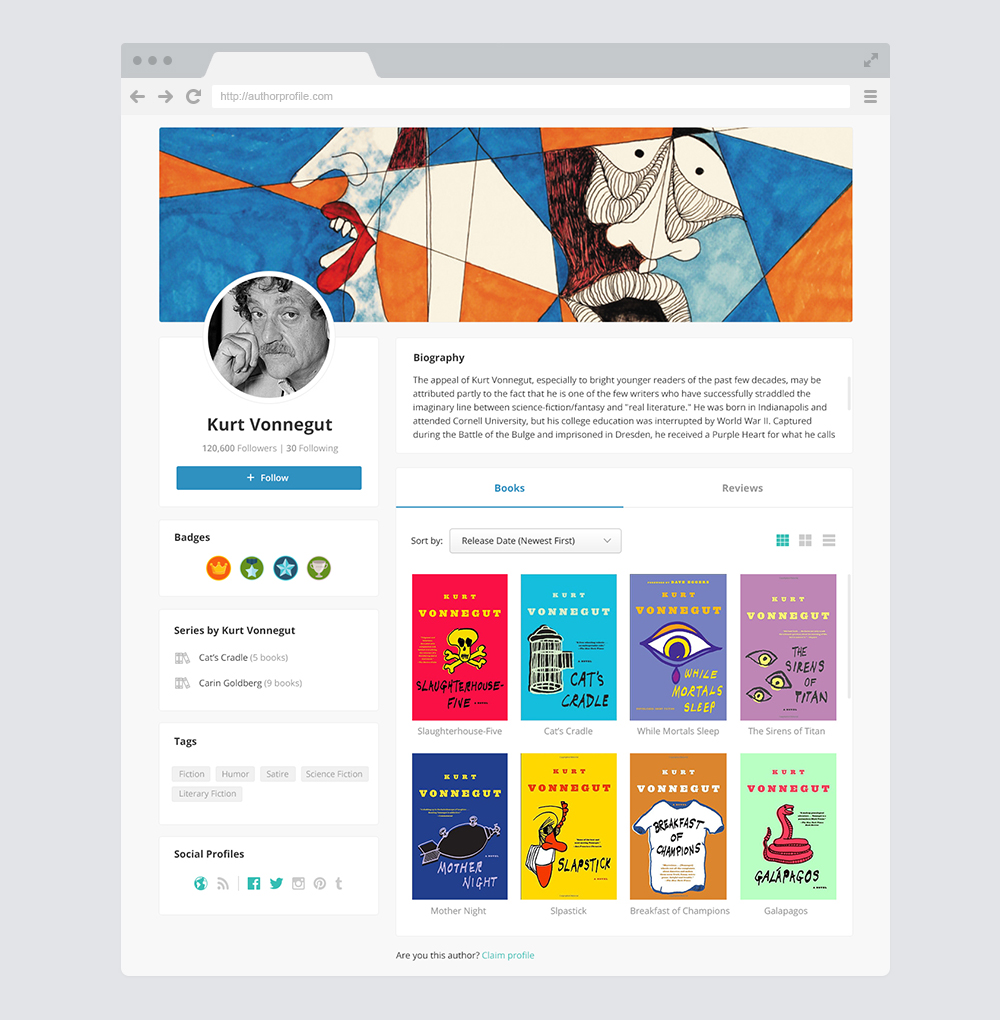 http://authorprofile.com
Kurt Vonnegut
120,600 Followers | 30 Following
+ Follow
Badges
Series by Kurt Vonnegut
Cat's Cradle (5 books)
Carin Goldberg (9 books)
Tags
Fiction Humor Satire Science Fiction
Literary Fiction
Social Profiles
Biography
The appeal of Kurt Vonnegut, especially to bright younger readers of the past few decades, may be
attributed partly to the fact that he is one of the few writers who have successfully straddled the
imaginary line between science-fiction/fantasy and "real literature." He was born in Indianapolis and
attended Cornell University, but his college education was interrupted by World War II. Captured
during the Battle of the Bulge and imprisoned in Dresden, he received a Purple Heart for what he calls
Books Reviews
Sort by: Release Date (Newest First)
KURT
VONNEGUT
SLAUGHTERHOUSE-
FIVE
Slaughterhouse-Five
KURT
VONNEGUT
A NOVEL
CAT'S
CRADLE
Cat's Cradle
FOREWORD BY DAVE EGGERS
KURT
VONNEGUT
WHILE
MORTALS
SLEEP
While Mortals Sleep
KURT
VONNEGUT
THE
SIRENS
OF
TITAN
A NOVEL
The Sirens of Titan
KURT
VONNEGUT
A NOVEL
MOTHER
NIGHT
Mother Night
KURT
VONNEGUT
SLAPSTICK
A NOVEL
Slpastick
KURT
VONNEGUT
A NOVEL
BREAKFAST
OF
CHAMPIONS
Breakfast of Champions
KURT
VONNEGUT
GALÁPAGOS
A NOVEL
Galapagos
Are you this author? Claim profile